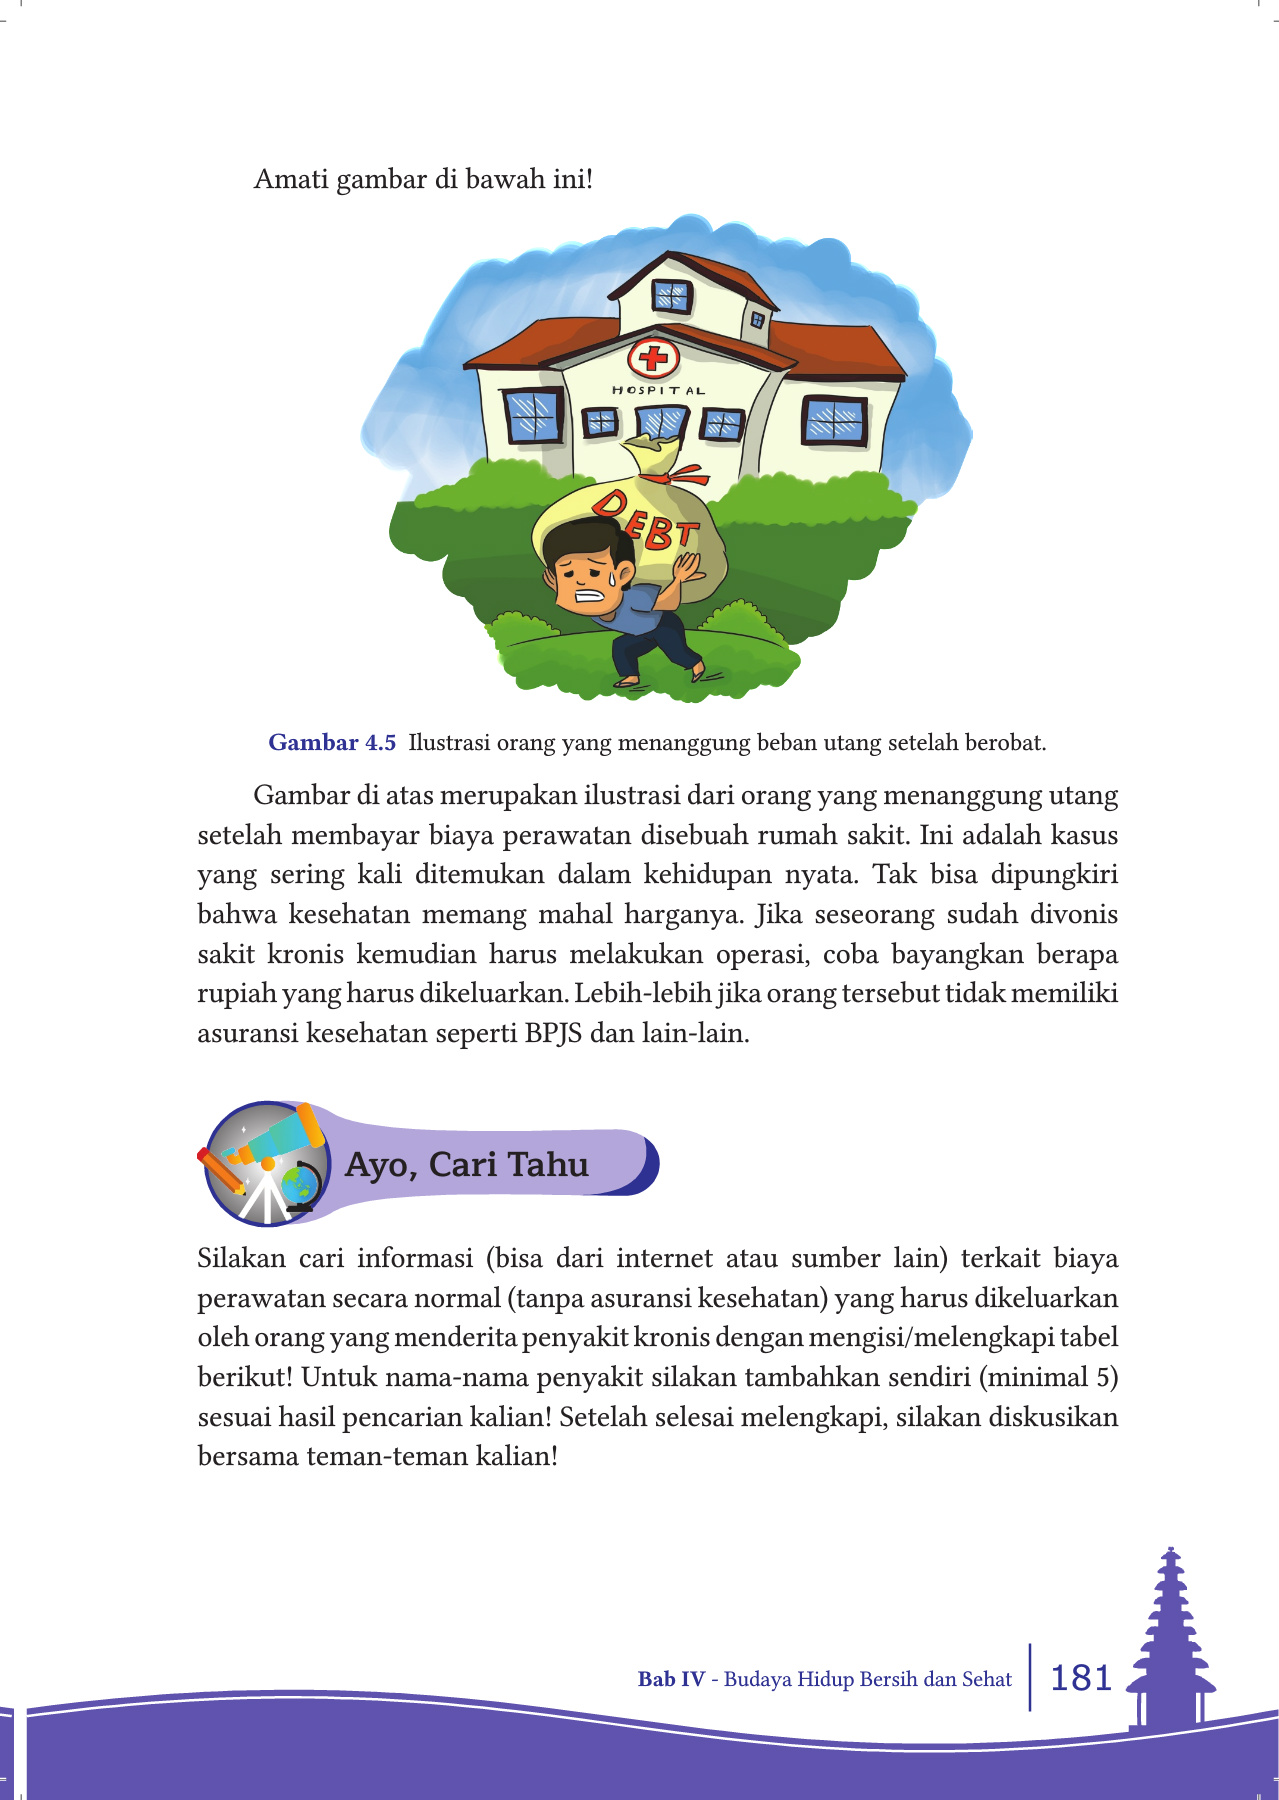 Amati gambar di bawah ini!
HOSPITAL
DEBT
Gambar 4.5 Ilustrasi orang yang menanggung beban utang setelah berobat.
Gambar di atas merupakan ilustrasi dari orang yang menanggung utang
setelah membayar biaya perawatan disebuah rumah sakit. Ini adalah kasus
yang sering kali ditemukan dalam kehidupan nyata. Tak bisa dipungkiri
bahwa kesehatan memang mahal harganya. Jika seseorang sudah divonis
sakit kronis kemudian harus melakukan operasi, coba bayangkan berapa
rupiah yang harus dikeluarkan. Lebih-lebih jika orang tersebut tidak memiliki
asuransi kesehatan seperti BPJS dan lain-lain.
Ayo, Cari Tahu
Silakan cari informasi (bisa dari internet atau sumber lain) terkait biaya
perawatan secara normal (tanpa asuransi kesehatan) yang harus dikeluarkan
oleh orang yang menderita penyakit kronis dengan mengisi/melengkapi tabel
berikut! Untuk nama-nama penyakit silakan tambahkan sendiri (minimal 5)
sesuai hasil pencarian kalian! Setelah selesai melengkapi, silakan diskusikan
bersama teman-teman kalian!
Bab IV - Budaya Hidup Bersih dan Sehat 181